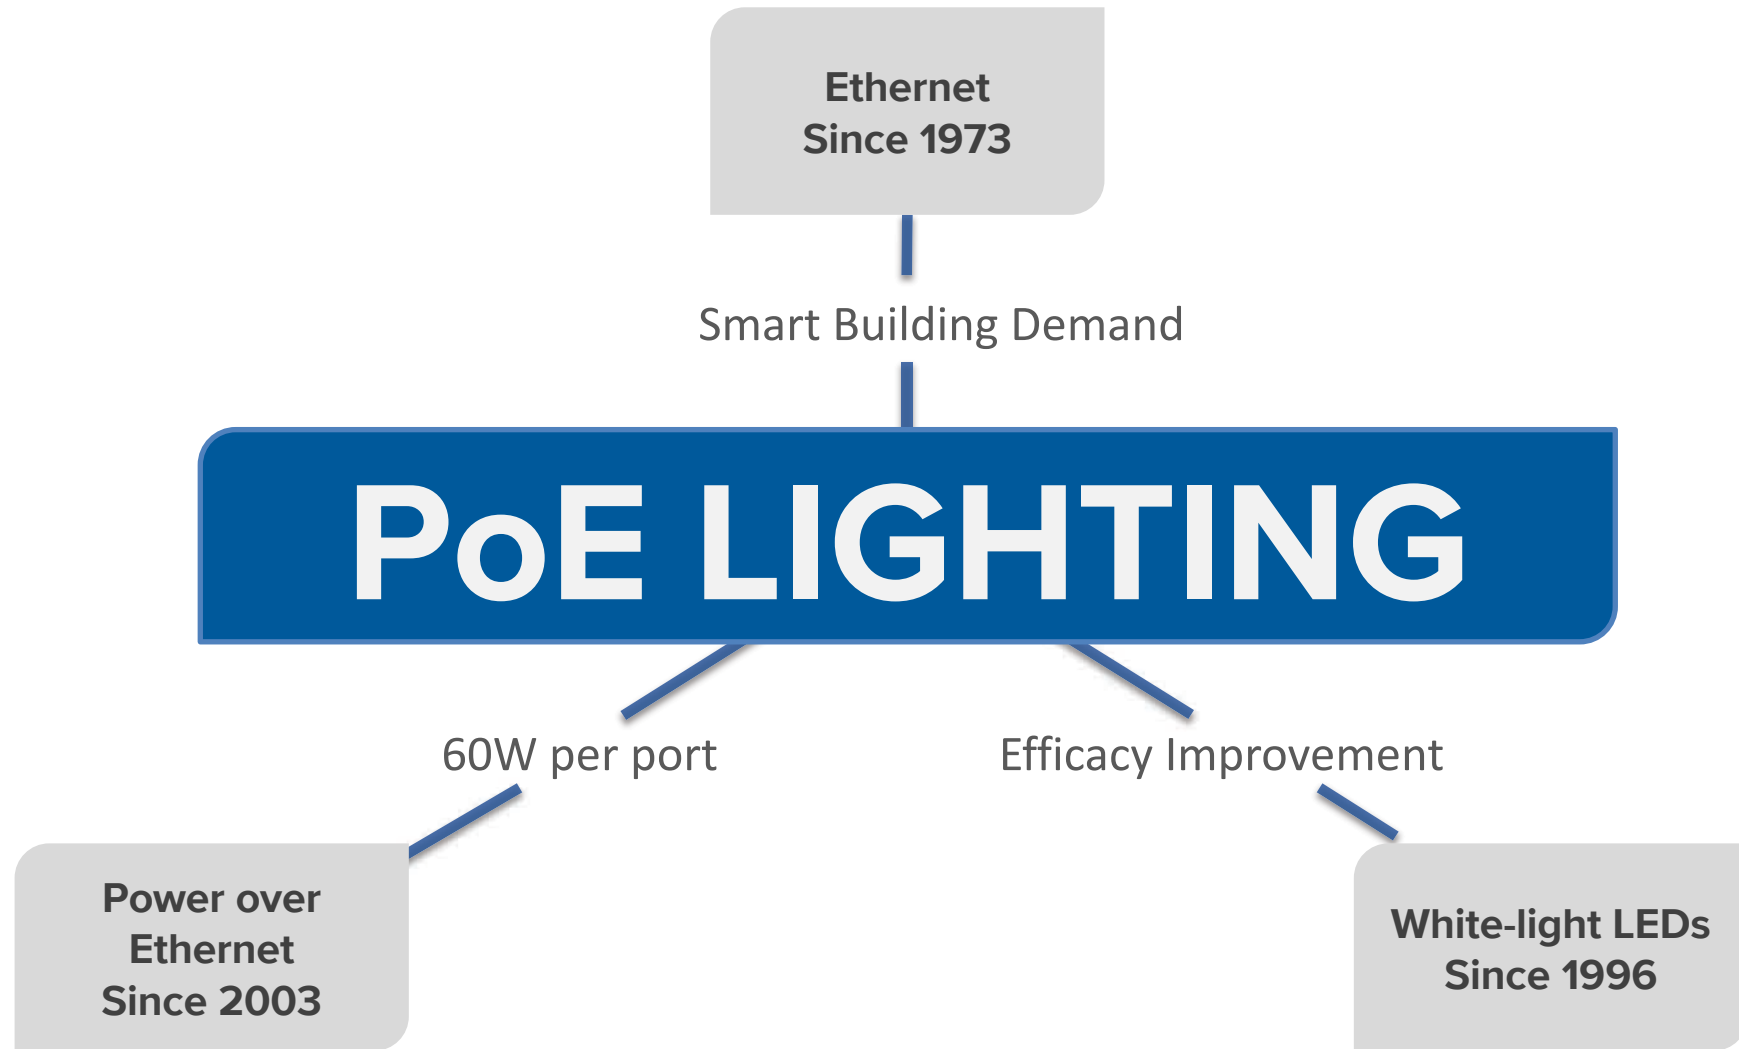 Ethernet
Since 1973
Smart Building Demand
PoE LIGHTING
60W per port
Efficacy Improvement
Power over
Ethernet
Since 2003
White-light LEDs
Since 1996